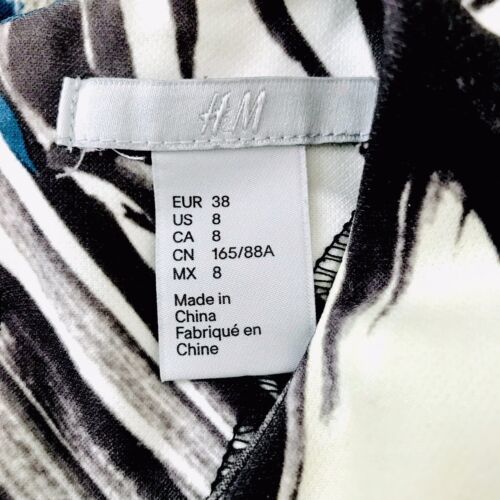 H&M
EUR 38
US 8
CA 8
CN 165/88A
MX 8
Made in
China
Fabriqué en
Chine